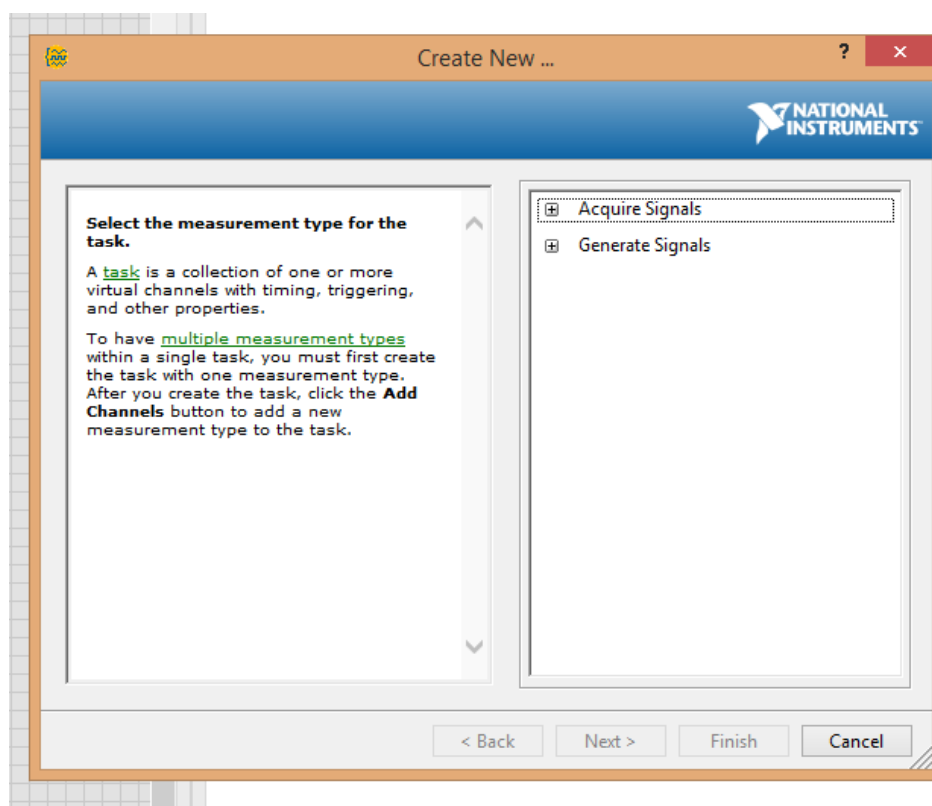 Create New ...
?
×
NATIONAL
INSTRUMENTS
Select the measurement type for the
task.
A task is a collection of one or more
virtual channels with timing, triggering,
and other properties.
To have multiple measurement types
within a single task, you must first create
the task with one measurement type.
After you create the task, click the Add
Channels button to add a new
measurement type to the task.
Acquire Signals
Generate Signals
< Back
Next >
Finish
Cancel